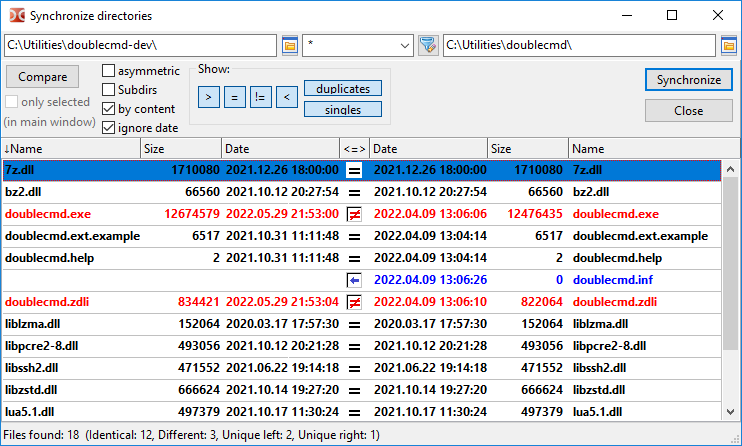 Synchronize directories
C:\Utilities\doublecmd-dev\ * C:\Utilities\doublecmd\
Compare asymmetric Show:
Subdirs > = != < duplicates Synchronize
only selected by content singles
(in main window) ignore date Close
↓Name Size Date <=> Date Size Name
7z.dll 1710080 2021.12.26 18:00:00 = 2021.12.26 18:00:00 1710080 7z.dll
bz2.dll 66560 2021.10.12 20:27:54 = 2021.10.12 20:27:54 66560 bz2.dll
doublecmd.exe 12674579 2022.05.29 21:53:00 ≠ 2022.04.09 13:06:06 12476435 doublecmd.exe
doublecmd.ext.example 6517 2021.10.31 11:11:48 = 2022.04.09 13:04:14 6517 doublecmd.ext.example
doublecmd.help 2 2021.10.31 11:11:48 = 2022.04.09 13:04:14 2 doublecmd.help
← 2022.04.09 13:06:26 0 doublecmd.inf
doublecmd.zdli 834421 2022.05.29 21:53:04 ≠ 2022.04.09 13:06:10 822064 doublecmd.zdli
liblzma.dll 152064 2020.03.17 17:57:30 = 2020.03.17 17:57:30 152064 liblzma.dll
libpcre2-8.dll 493056 2021.10.12 20:21:28 = 2021.10.12 20:21:28 493056 libpcre2-8.dll
libssh2.dll 471552 2021.06.22 19:14:18 = 2021.06.22 19:14:18 471552 libssh2.dll
libzstd.dll 666624 2021.10.14 19:27:20 = 2021.10.14 19:27:20 666624 libzstd.dll
lua5.1.dll 497379 2021.10.17 11:30:24 = 2021.10.17 11:30:24 497379 lua5.1.dll
Files found: 18 (Identical: 12, Different: 3, Unique left: 2, Unique right: 1)